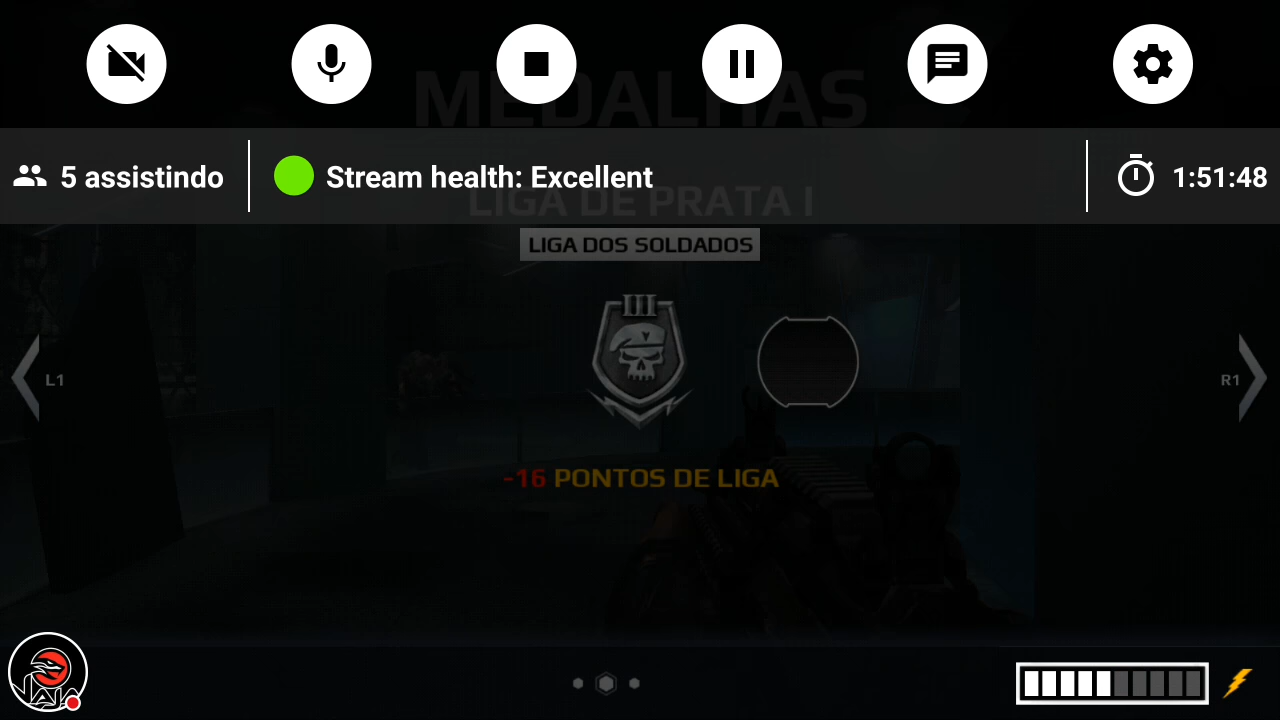 MEDALHAS
5 assistindo
Stream health: Excellent
1:51:48
LIGA DE PRATA I
LIGA DOS SOLDADOS
III
L1
R1
-16 PONTOS DE LIGA
NAJA